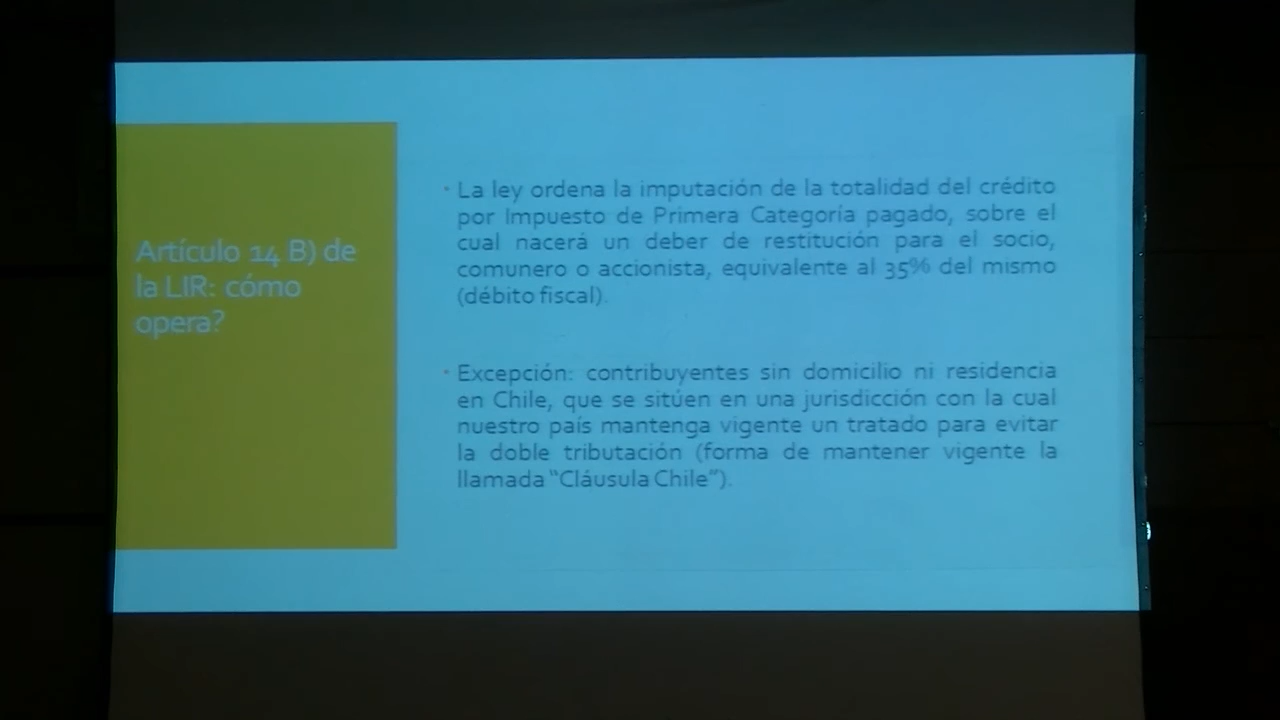 Artículo 14 B) de
la LIR: cómo
opera?
La ley ordena la imputación de la totalidad del crédito
por Impuesto de Primera Categoría pagado, sobre el
cual nacerá un deber de restitución para el socio,
comunero o accionista, equivalente al 35% del mismo
(débito fiscal).
Excepción: contribuyentes sin domicilio ni residencia
en Chile, que se sitúen en una jurisdicción con la cual
nuestro país mantenga vigente un tratado para evitar
la doble tributación (forma de mantener vigente la
llamada “Cláusula Chile”).